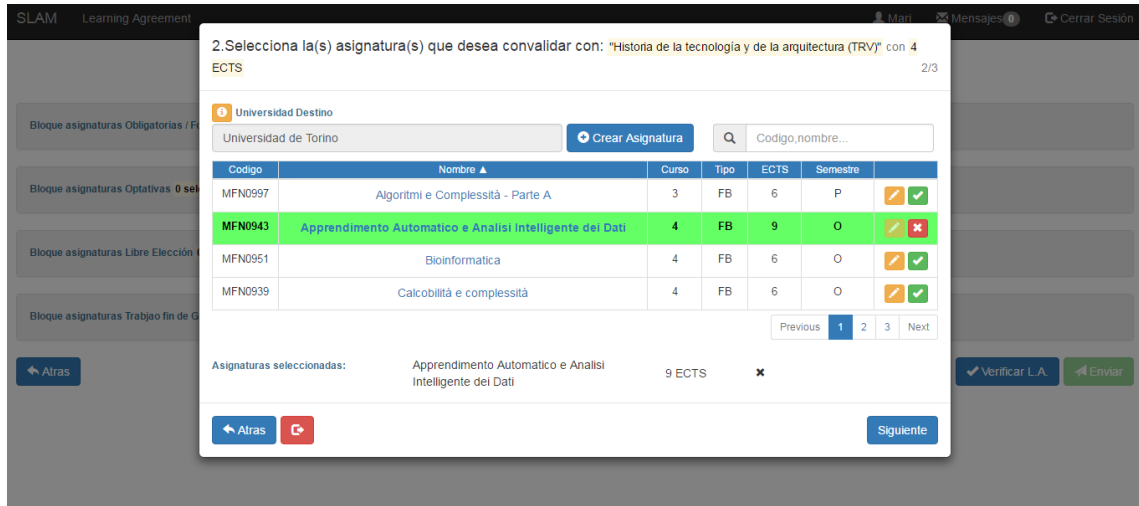 SLAM Learning Agreement Mari Mensajes 0 Cerrar Sesión
2.Selecciona la(s) asignatura(s) que desea convalidar con: "Historia de la tecnología y de la arquitectura (TRV)" con 4
ECTS
2/3
Universidad Destino
Universidad de Torino Crear Asignatura Codigo,nombre...
Codigo Nombre Curso Tipo ECTS Semestre
MFN0997 Algoritmi e Complessità - Parte A 3 FB 6 P
MFN0943 Apprendimento Automatico e Analisi Intelligente dei Dati 4 FB 9 O
MFN0951 Bioinformatica 4 FB 6 O
MFN0939 Calcobilità e complessità 4 FB 6 O
Previous 1 2 3 Next
Asignaturas seleccionadas: Apprendimento Automatico e Analisi
Intelligente dei Dati
9 ECTS
Atras Siguiente
Bloque asignaturas Obligatorias /
Bloque asignaturas Optativas 0
Bloque asignaturas Libre Elección
Bloque asignaturas Trabjao fin de
Atras Verificar L.A. Enviar